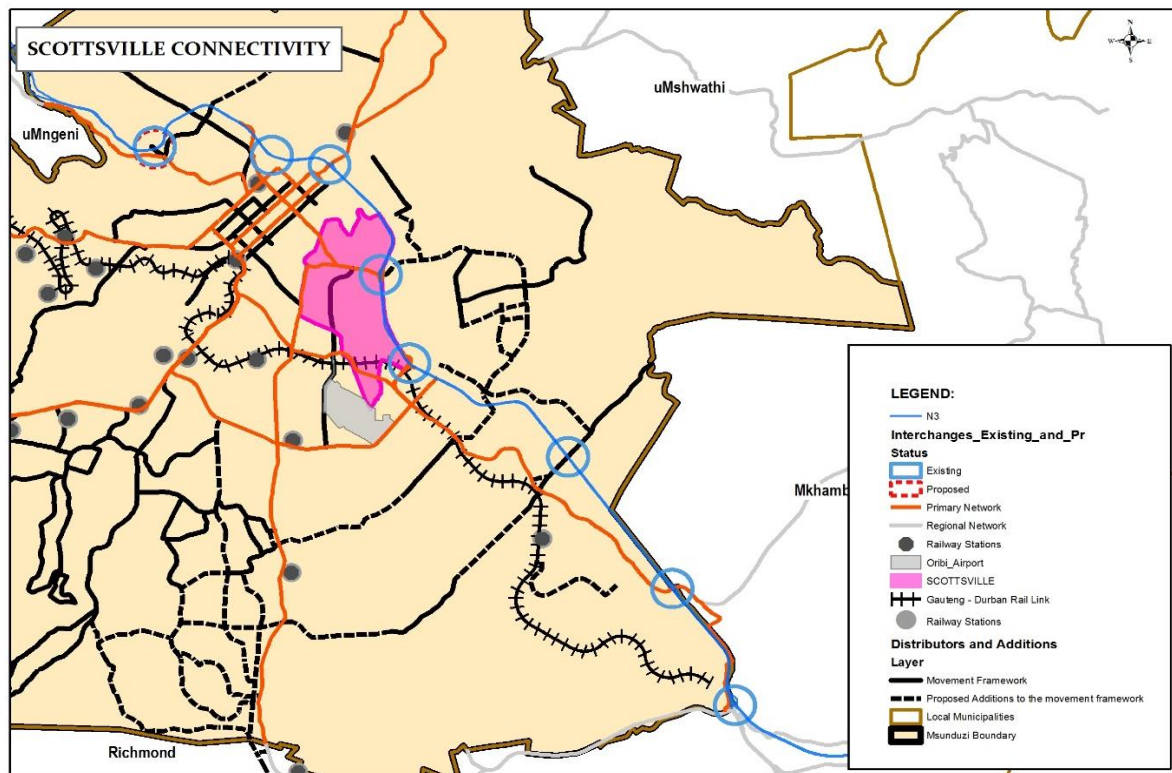 SCOTTSVILLE CONNECTIVITY
N
W E
S
uMshwathi
uMngeni
Mkhamb
Richmond
LEGEND:
N3
Interchanges_Existing_and_Pr
Status
Existing
Proposed
Primary Network
Regional Network
Railway Stations
Oribi_Airport
SCOTTSVILLE
Gauteng - Durban Rail Link
Railway Stations
Distributors and Additions
Layer
Movement Framework
Proposed Additions to the movement framework
Local Municipalities
Msunduzi Boundary